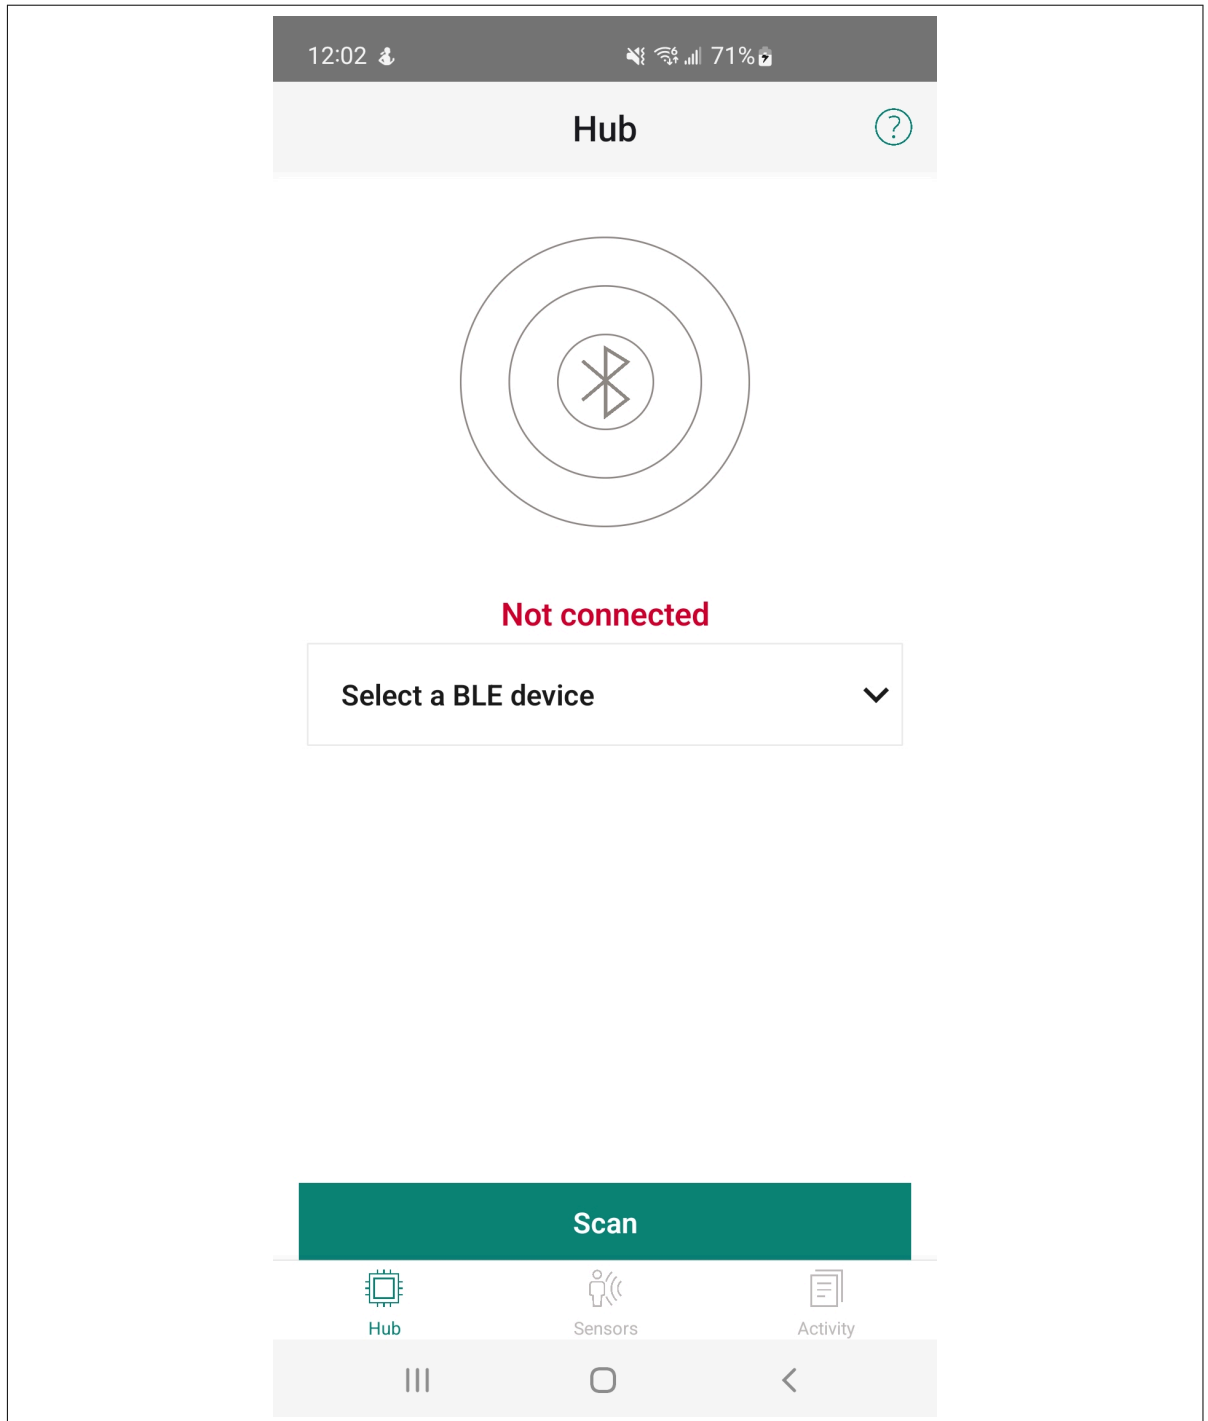 12:02 71%
Hub
Not connected
Select a BLE device
Scan
Hub Sensors Activity